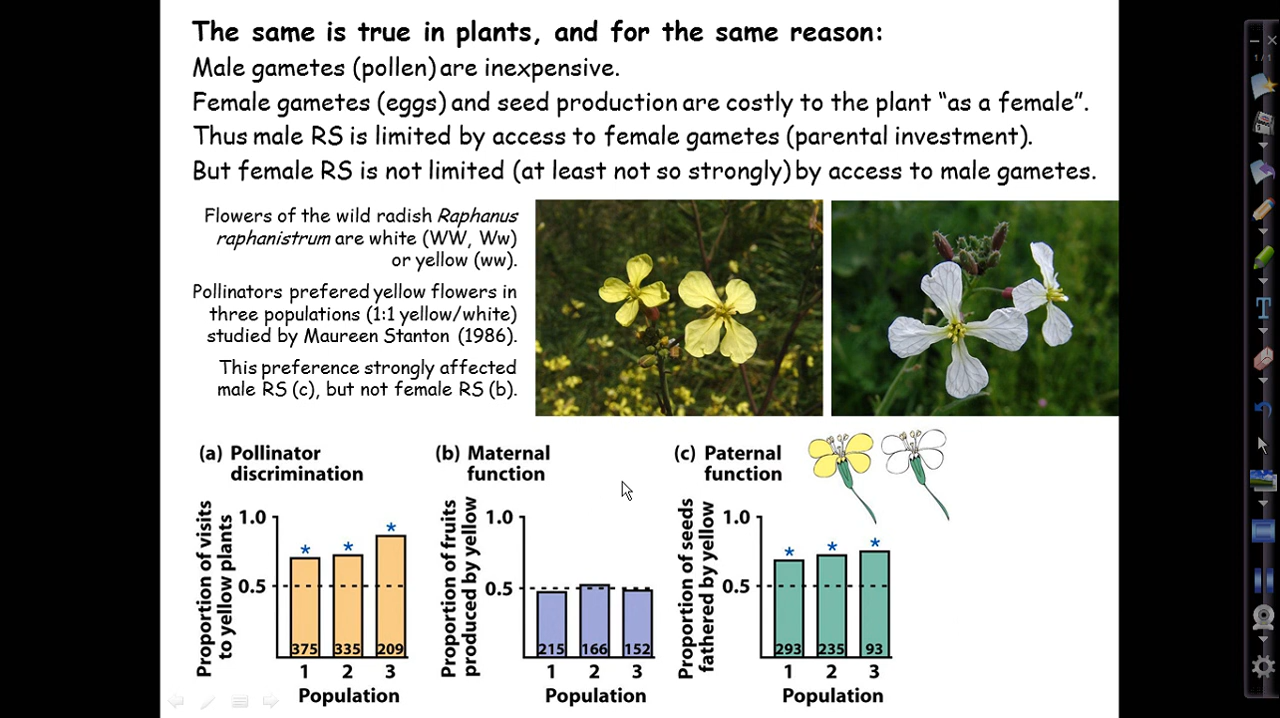 The same is true in plants, and for the same reason:
Male gametes (pollen) are inexpensive.
Female gametes (eggs) and seed production are costly to the plant “as a female”.
Thus male RS is limited by access to female gametes (parental investment).
But female RS is not limited (at least not so strongly) by access to male gametes.
Flowers of the wild radish Raphanus
raphanistrum are white (WW, Ww)
or yellow (ww).
Pollinators prefered yellow flowers in
three populations (1:1 yellow/white)
studied by Maureen Stanton (1986).
This preference strongly affected
male RS (c), but not female RS (b).
(a) Pollinator
discrimination
Proportion of visits
to yellow plants
1.0
0.5
* * *
375 335 209
1 2 3
Population
(b) Maternal
function
Proportion of fruits
produced by yellow
1.0
0.5
215 166 152
1 2 3
Population
(c) Paternal
function
Proportion of seeds
fathered by yellow
1.0
0.5
* * *
293 235 93
1 2 3
Population
1/1